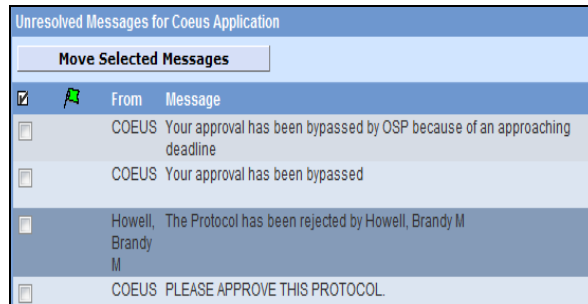 Unresolved Messages for Coeus Application
Move Selected Messages
From Message
COEUS Your approval has been bypassed by OSP because of an approaching
deadline
COEUS Your approval has been bypassed
Howell, The Protocol has been rejected by Howell, Brandy M
Brandy
M
COEUS PLEASE APPROVE THIS PROTOCOL.